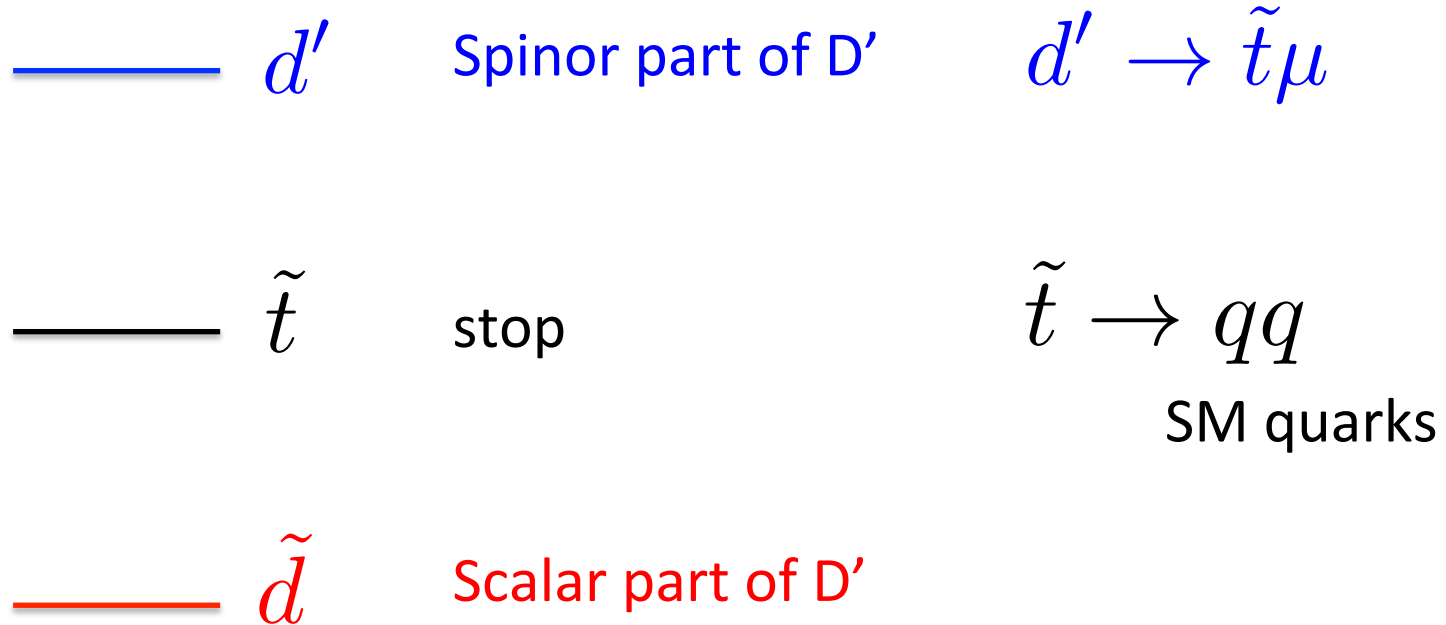 d′ Spinor part of D’ d′ → t̃μ
t̃ stop t̃ → qq
SM quarks
d̃ Scalar part of D’